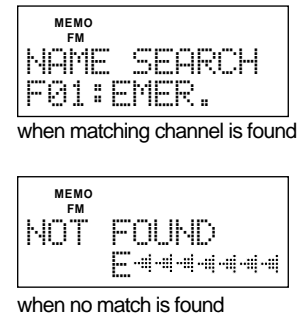 MEMO
FM
NAME SEARCH
F01:EMER.
when matching channel is found
MEMO
FM
NOT FOUND
E
when no match is found